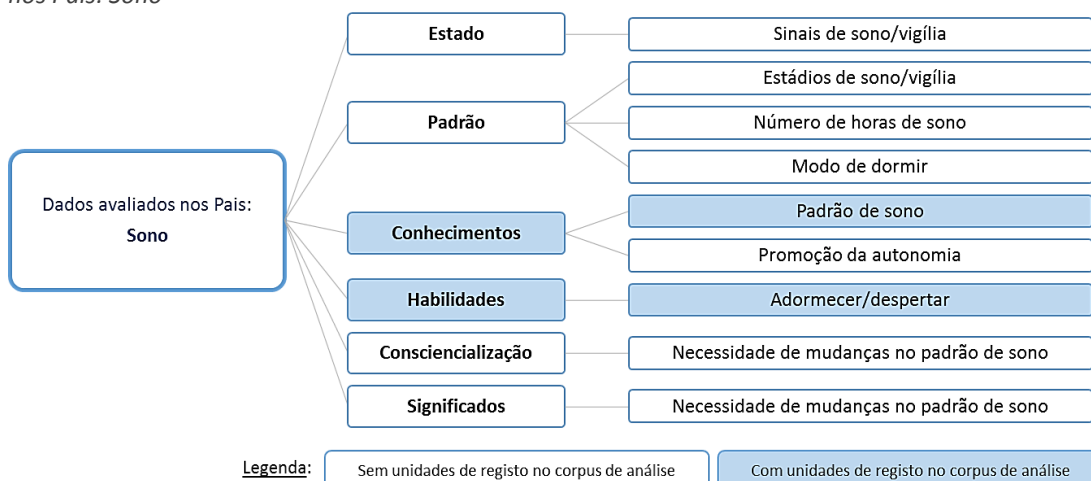 nos Pais: Sono
Dados avaliados nos Pais:
Sono
Estado
Sinais de sono/vigília
Padrão
Estádios de sono/vigília
Número de horas de sono
Modo de dormir
Conhecimentos
Padrão de sono
Promoção da autonomia
Habilidades
Adormecer/despertar
Consciencialização
Necessidade de mudanças no padrão de sono
Significados
Necessidade de mudanças no padrão de sono
Legenda:
Sem unidades de registo no corpus de análise
Com unidades de registo no corpus de análise